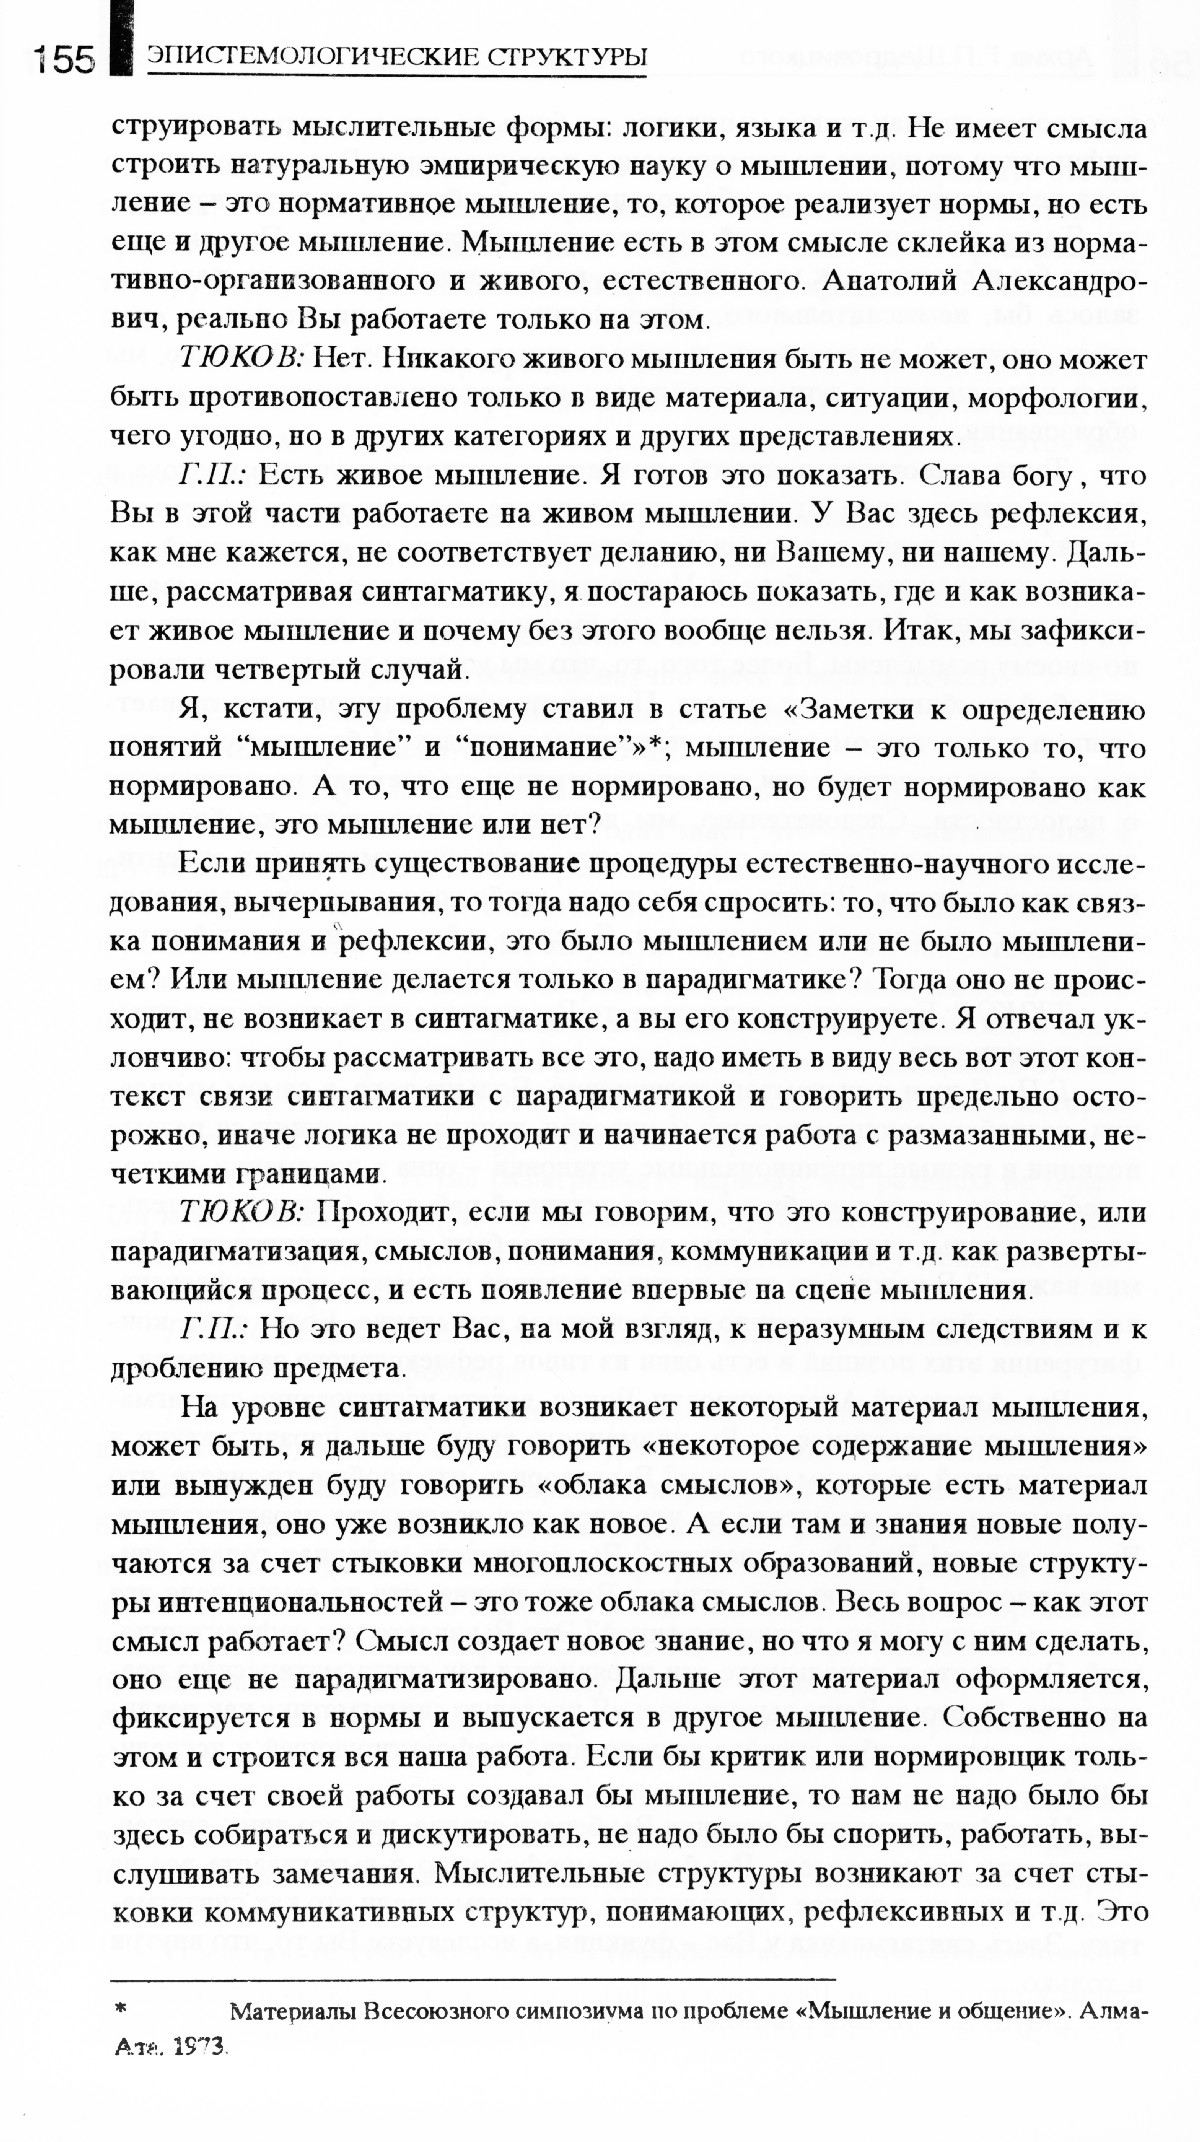 155 ЭПИСТЕМОЛОГИЧЕСКИЕ СТРУКТУРЫ
струировать мыслительные формы: логики, языка и т.д. Не имеет смысла
строить натуральную эмпирическую науку о мышлении, потому что мыш-
ление – это нормативное мышление, то, которое реализует нормы, но есть
еще и другое мышление. Мышление есть в этом смысле склейка из норма-
тивно-организованного и живого, естественного. Анатолий Александро-
вич, реально Вы работаете только на этом.
ТЮКОВ: Нет. Никакого живого мышления быть не может, оно может
быть противопоставлено только в виде материала, ситуации, морфологии,
чего угодно, но в других категориях и других представлениях.
Г.П.: Есть живое мышление. Я готов это показать. Слава богу , что
Вы в этой части работаете на живом мышлении. У Вас здесь рефлексия,
как мне кажется, не соответствует деланию, ни Вашему, ни нашему. Даль-
ше, рассматривая синтагматику, я постараюсь показать, где и как возника-
ет живое мышление и почему без этого вообще нельзя. Итак, мы зафикси-
ровали четвертый случай.
Я, кстати, эту проблему ставил в статье «Заметки к определению
понятий “мышление” и “понимание”»*; мышление – это только то, что
нормировано. А то, что еще не нормировано, но будет нормировано как
мышление, это мышление или нет?
Если принять существование процедуры естественно-научного иссле-
дования, вычерпывания, то тогда надо себя спросить: то, что было как связ-
ка понимания и рефлексии, это было мышлением или не было мышлени-
ем? Или мышление делается только в парадигматике? Тогда оно не проис-
ходит, не возникает в синтагматике, а вы его конструируете. Я отвечал ук-
лончиво: чтобы рассматривать все это, надо иметь в виду весь вот этот кон-
текст связи синтагматики с парадигматикой и говорить предельно осто-
рожно, иначе логика не проходит и начинается работа с размазанными, не-
четкими границами.
ТЮКОВ: Проходит, если мы говорим, что это конструирование, или
парадигматизация, смыслов, понимания, коммуникации и т.д. как разверты-
вающийся процесс, и есть появление впервые на сцене мышления.
Г.П.: Но это ведет Вас, на мой взгляд, к неразумным следствиям и к
дроблению предмета.
На уровне синтагматики возникает некоторый материал мышления,
может быть, я дальше буду говорить «некоторое содержание мышления»
или вынужден буду говорить «облака смыслов», которые есть материал
мышления, оно уже возникло как новое. А если там и знания новые полу-
чаются за счет стыковки многоплоскостных образований, новые структу-
ры интенциональностей – это тоже облака смыслов. Весь вопрос – как этот
смысл работает? Смысл создает новое знание, но что я могу с ним сделать,
оно еще не парадигматизировано. Дальше этот материал оформляется,
фиксируется в нормы и выпускается в другое мышление. Собственно на
этом и строится вся наша работа. Если бы критик или нормировщик толь-
ко за счет своей работы создавал бы мышление, то нам не надо было бы
здесь собираться и дискутировать, не надо было бы спорить, работать, вы-
слушивать замечания. Мыслительные структуры возникают за счет сты-
ковки коммуникативных структур, понимающих, рефлексивных и т.д. Это
* Материалы Всесоюзного симпозиума по проблеме «Мышление и общение». Алма-
Ата. 1973.